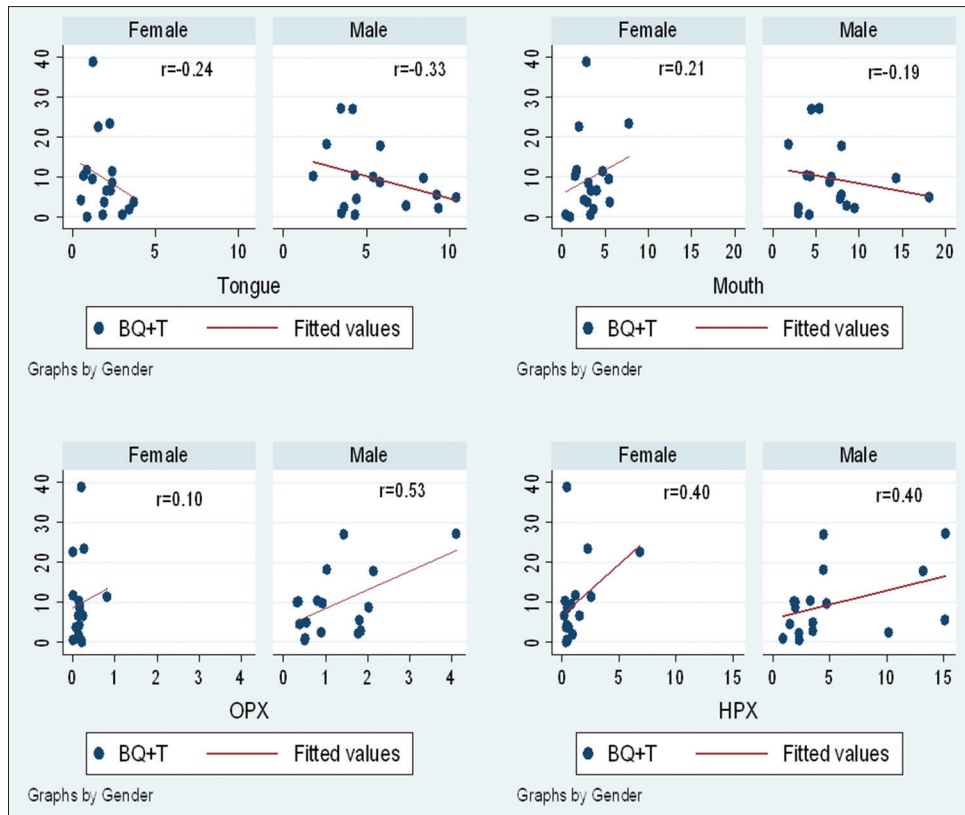 Female Male
r=-0.24 r=-0.33
0 10 20 30 40
0 5 10 0 5 10
Tongue
BQ+T Fitted values
Graphs by Gender
Female Male
r=0.21 r=-0.19
0 10 20 30 40
0 5 10 15 20 0 5 10 15 20
Mouth
BQ+T Fitted values
Graphs by Gender
Female Male
r=0.10 r=0.53
0 10 20 30 40
0 1 2 3 4 0 1 2 3 4
OPX
BQ+T Fitted values
Graphs by Gender
Female Male
r=0.40 r=0.40
0 10 20 30 40
0 5 10 15 0 5 10 15
HPX
BQ+T Fitted values
Graphs by Gender